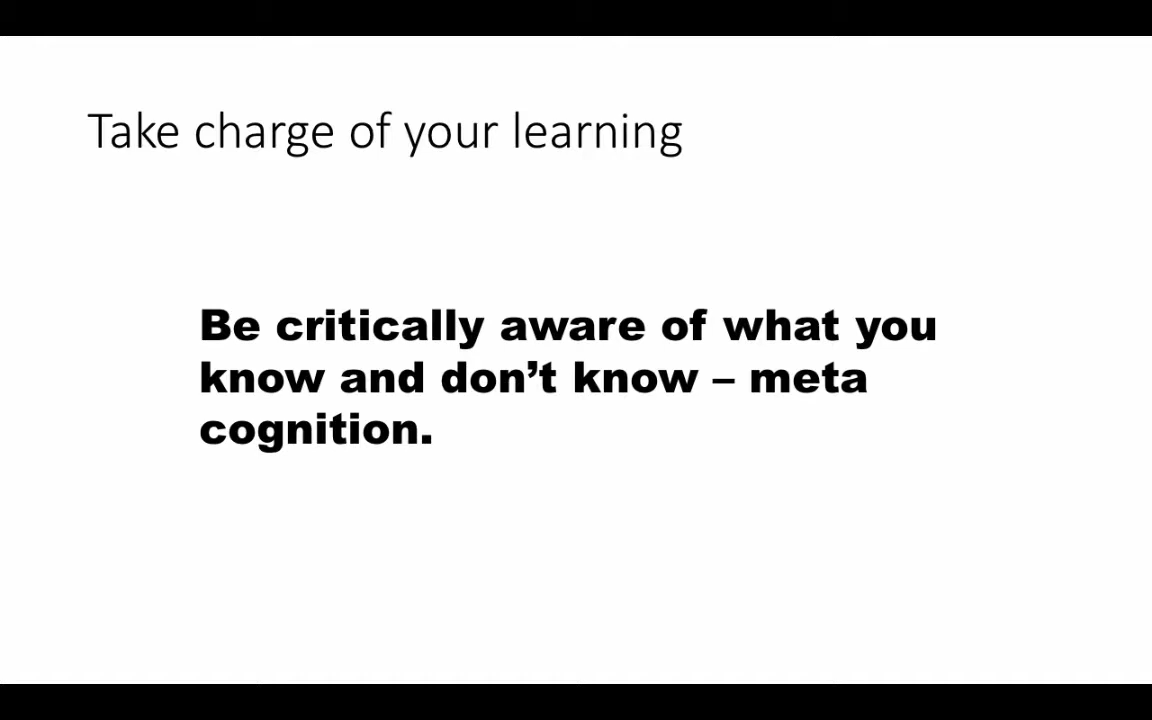 Take charge of your learning
Be critically aware of what you
know and don’t know – meta
cognition.